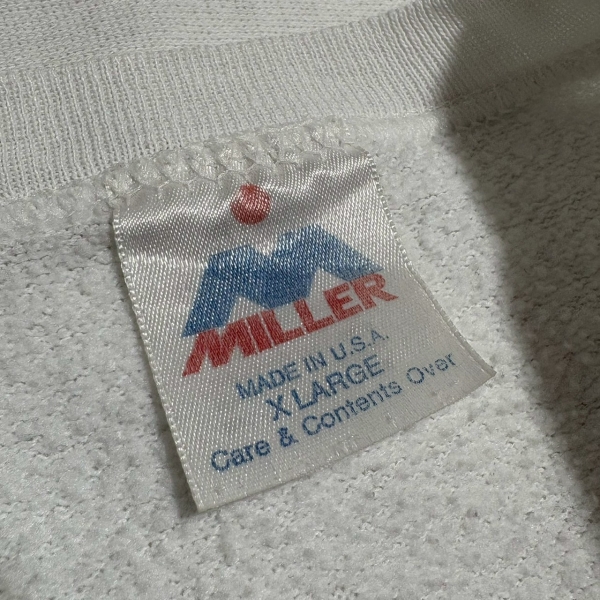 MILLER
MADE IN U.S.A.
X LARGE
Care & Contents Over